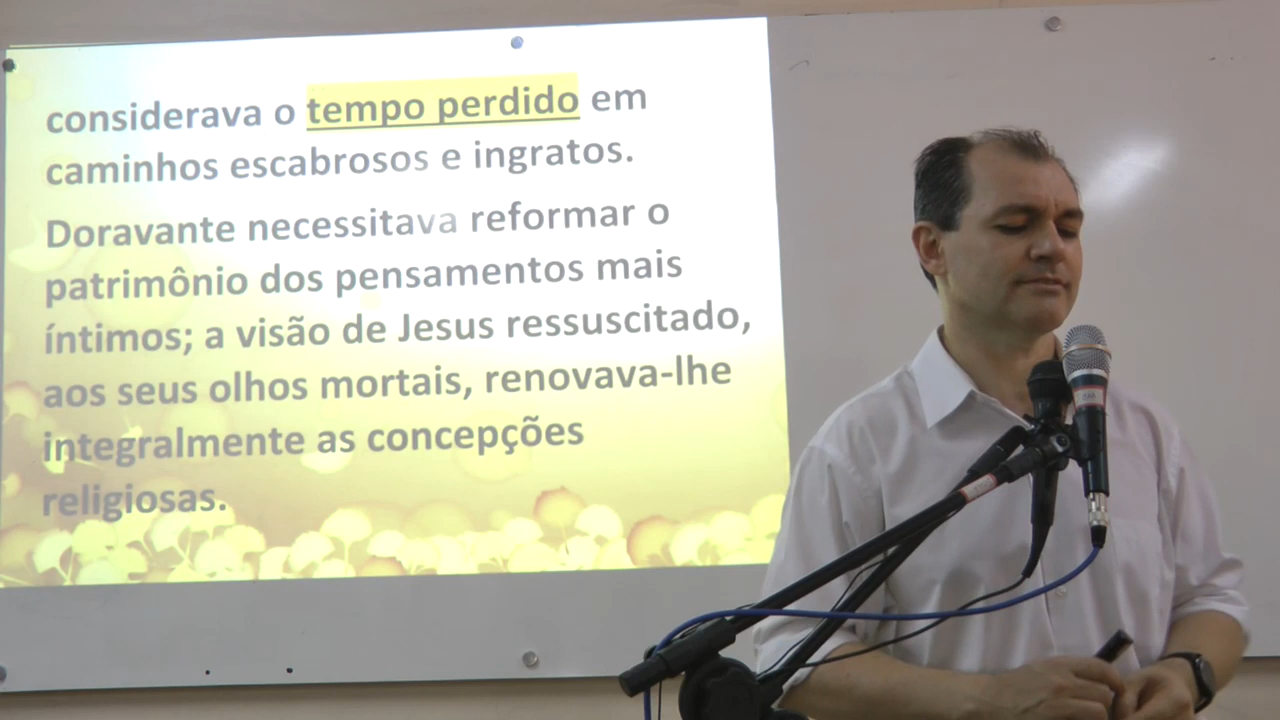 considerava o tempo perdido em
caminhos escabrosos e ingratos.
Doravante necessitava reformar o
patrimônio dos pensamentos mais
íntimos; a visão de Jesus ressuscitado,
aos seus olhos mortais, renovava-lhe
integralmente as concepções
religiosas.